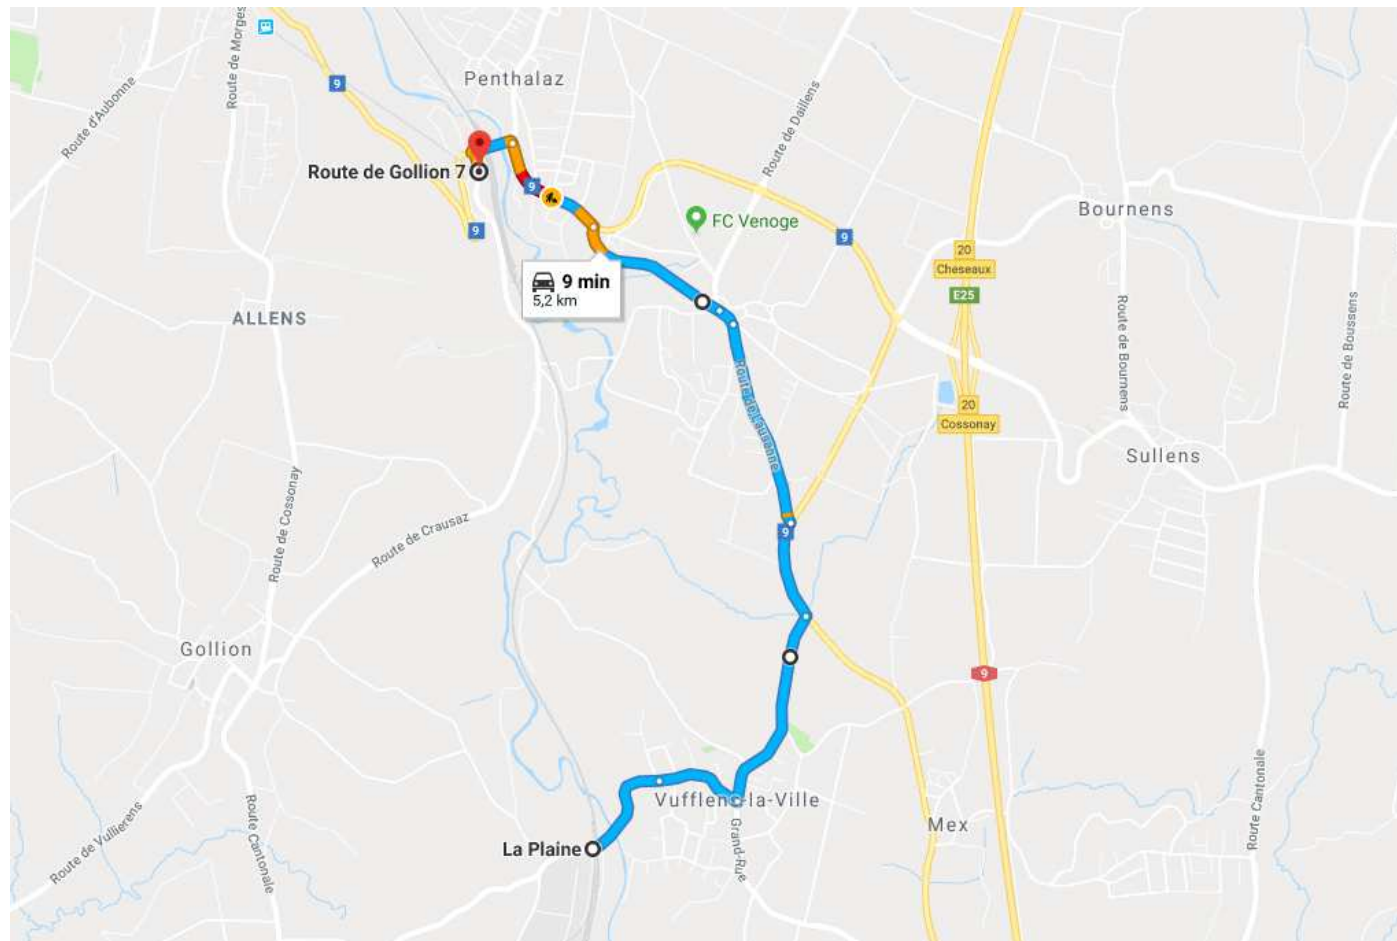 Route de Morges
9
Penthalaz
Route d'Aubonne
Route de Daillens
Route de Gollion 7
9
9
FC Venoge
9
Bournens
20
Cheseaux
E25
9 min
5,2 km
ALLENS
Route de Bournens
Route de Boussens
Route de Lausanne
20
Cossonay
Sullens
Route de Cossonay
Route de Crausaz
9
Gollion
9
Vufflens-la-Ville
Mex
Route de Vullierens
Route Cantonale
Grand-Rue
La Plaine
Route Cantonale